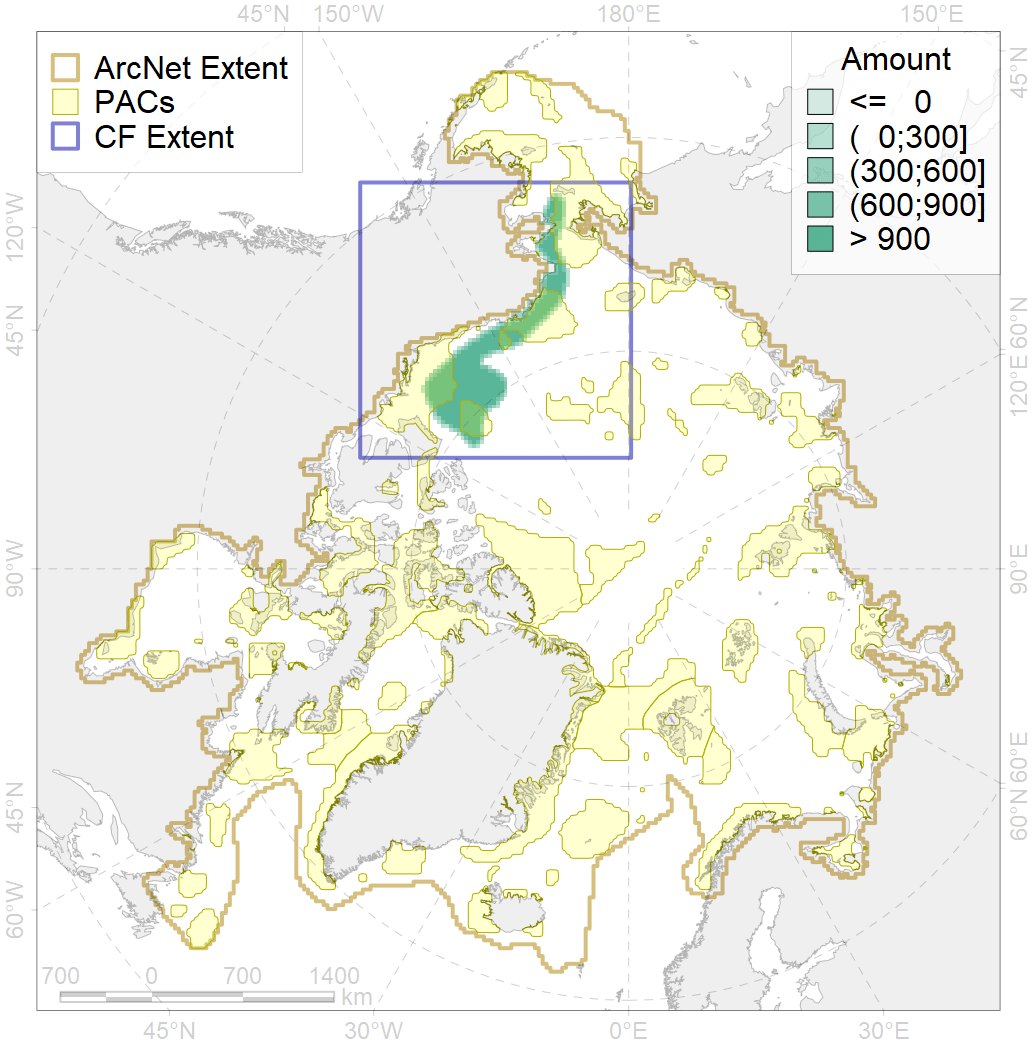 45°N 150°W 180°E 150°E
ArcNet Extent
PACs
CF Extent
Amount
<= 0
( 0;300]
(300;600]
(600;900]
> 900
45°N
120°W
45°N
60°N
120°E
90°W
90°E
60°E
45°N
60°N
60°W
700 0 700 1400
km
45°N 30°W 0°E 30°E